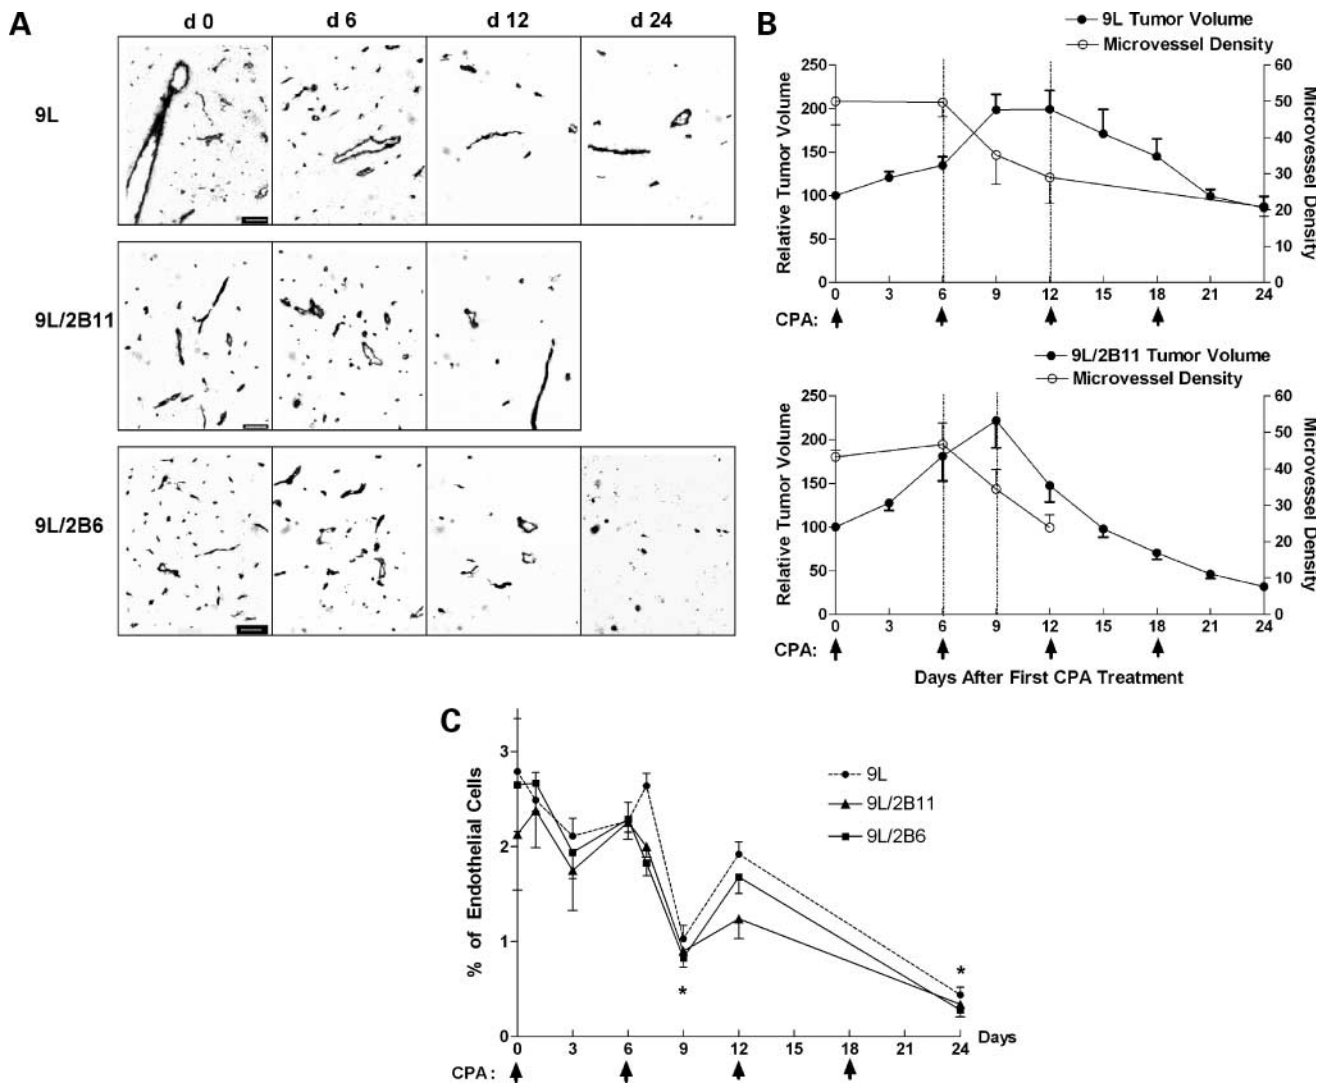 A
d 0 d 6 d 12 d 24
9L
9L/2B11
9L/2B6
B
9L Tumor Volume
Microvessel Density
Relative Tumor Volume
250
200
150
100
50
0
60
50
40
30
20
10
0
Microvessel Density
0 3 6 9 12 15 18 21 24
CPA:
9L/2B11 Tumor Volume
Microvessel Density
Relative Tumor Volume
250
200
150
100
50
0
60
50
40
30
20
10
0
Microvessel Density
0 3 6 9 12 15 18 21 24
CPA:
Days After First CPA Treatment
C
% of Endothelial Cells
3
2
1
0
9L
9L/2B11
9L/2B6
*
*
0 3 6 9 12 15 18 2/21 24 Days
CPA: